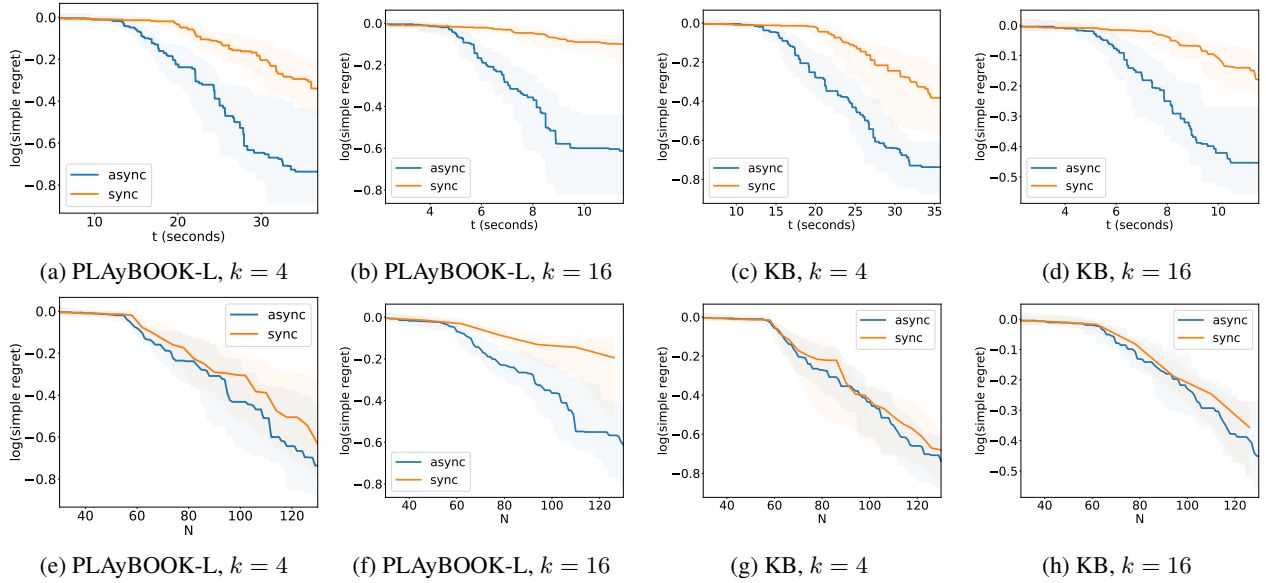 log(simple regret)
0.0
−0.2
−0.4
−0.6
−0.8
async
sync
10
20
30
t (seconds)
(a) PLAyBOOK-L, k = 4
log(simple regret)
0.0
−0.2
−0.4
−0.6
−0.8
async
sync
4
6
8
10
t (seconds)
(b) PLAyBOOK-L, k = 16
log(simple regret)
0.0
−0.2
−0.4
−0.6
−0.8
async
sync
10
15
20
25
30
35
t (seconds)
(c) KB, k = 4
log(simple regret)
0.0
−0.1
−0.2
−0.3
−0.4
−0.5
async
sync
4
6
8
10
t (seconds)
(d) KB, k = 16
log(simple regret)
0.0
−0.2
−0.4
−0.6
−0.8
async
sync
40
60
80
100
120
N
(e) PLAyBOOK-L, k = 4
log(simple regret)
0.0
−0.2
−0.4
−0.6
async
sync
40
60
80
100
120
N
(f) PLAyBOOK-L, k = 16
log(simple regret)
0.0
−0.2
−0.4
−0.6
−0.8
async
sync
40
60
80
100
120
N
(g) KB, k = 4
log(simple regret)
0.0
−0.1
−0.2
−0.3
−0.4
−0.5
async
sync
40
60
80
100
120
N
(h) KB, k = 16